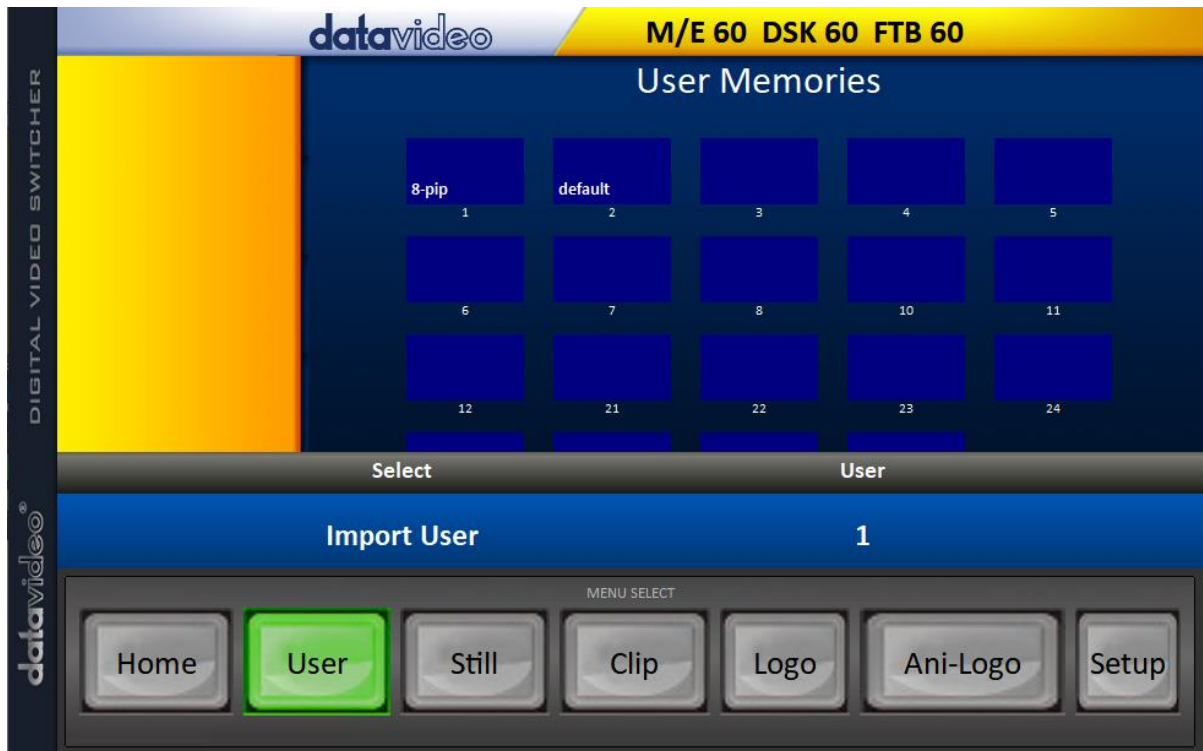 datavideo
M/E 60 DSK 60 FTB 60
DIGITAL VIDEO SWITCHER
datavideo®
User Memories
8-pip
default
1
2
3
4
5
6
7
8
10
11
12
21
22
23
24
Select
User
Import User
1
MENU SELECT
Home
User
Still
Clip
Logo
Ani-Logo
Setup